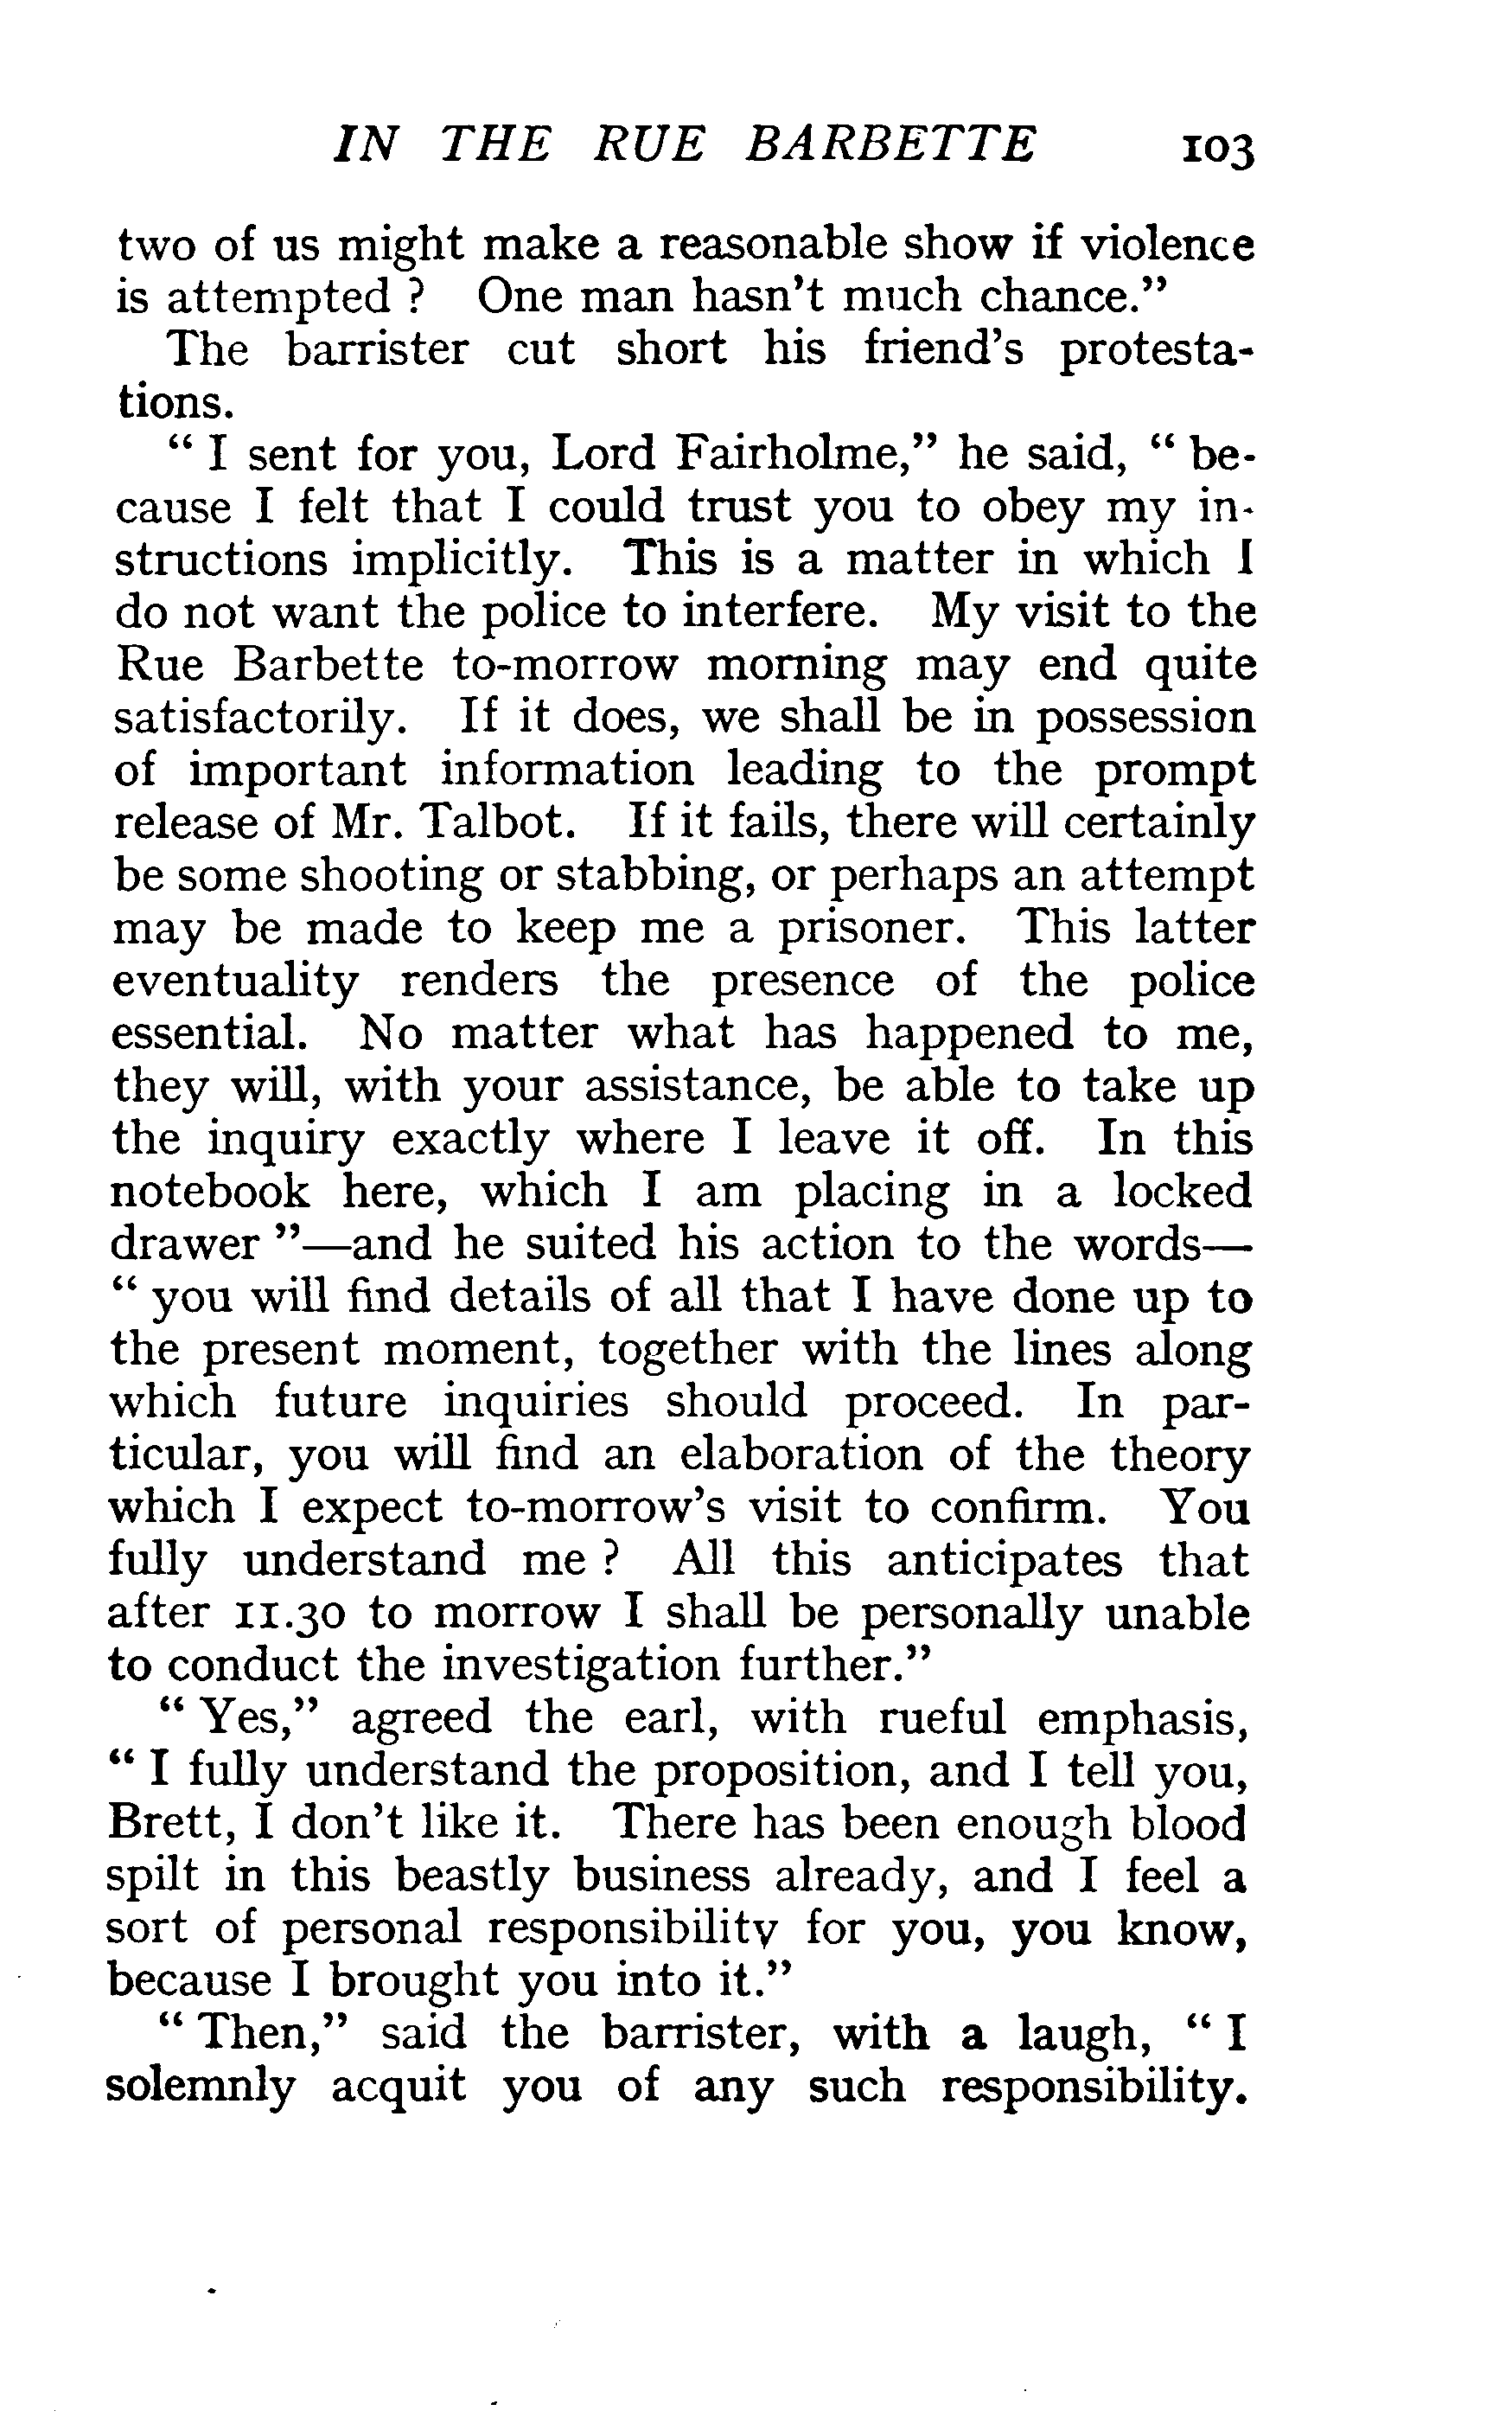 IN THE RUE BARBETTE 103
two of us might make a reasonable show if violence
is attempted ? One man hasn't much chance."
The barrister cut short his friend's protesta-
tions.
" I sent for you, Lord Fairholme," he said, " be-
cause I felt that I could trust you to obey my in-
structions implicitly. This is a matter in which I
do not want the police to interfere. My visit to the
Rue Barbette to-morrow morning may end quite
satisfactorily. If it does, we shall be in possession
of important information leading to the prompt
release of Mr. Talbot. If it fails, there will certainly
be some shooting or stabbing, or perhaps an attempt
may be made to keep me a prisoner. This latter
eventuality renders the presence of the police
essential. No matter what has happened to me,
they will, with your assistance, be able to take up
the inquiry exactly where I leave it off. In this
notebook here, which I am placing in a locked
drawer "—and he suited his action to the words—
" you will find details of all that I have done up to
the present moment, together with the lines along
which future inquiries should proceed. In par-
ticular, you will find an elaboration of the theory
which I expect to-morrow's visit to confirm. You
fully understand me ? All this anticipates that
after 11.30 to morrow I shall be personally unable
to conduct the investigation further."
" Yes," agreed the earl, with rueful emphasis,
" I fully understand the proposition, and I tell you,
Brett, I don't like it. There has been enough blood
spilt in this beastly business already, and I feel a
sort of personal responsibility for you, you know,
because I brought you into it."
" Then," said the barrister, with a laugh, " I
solemnly acquit you of any such responsibility.